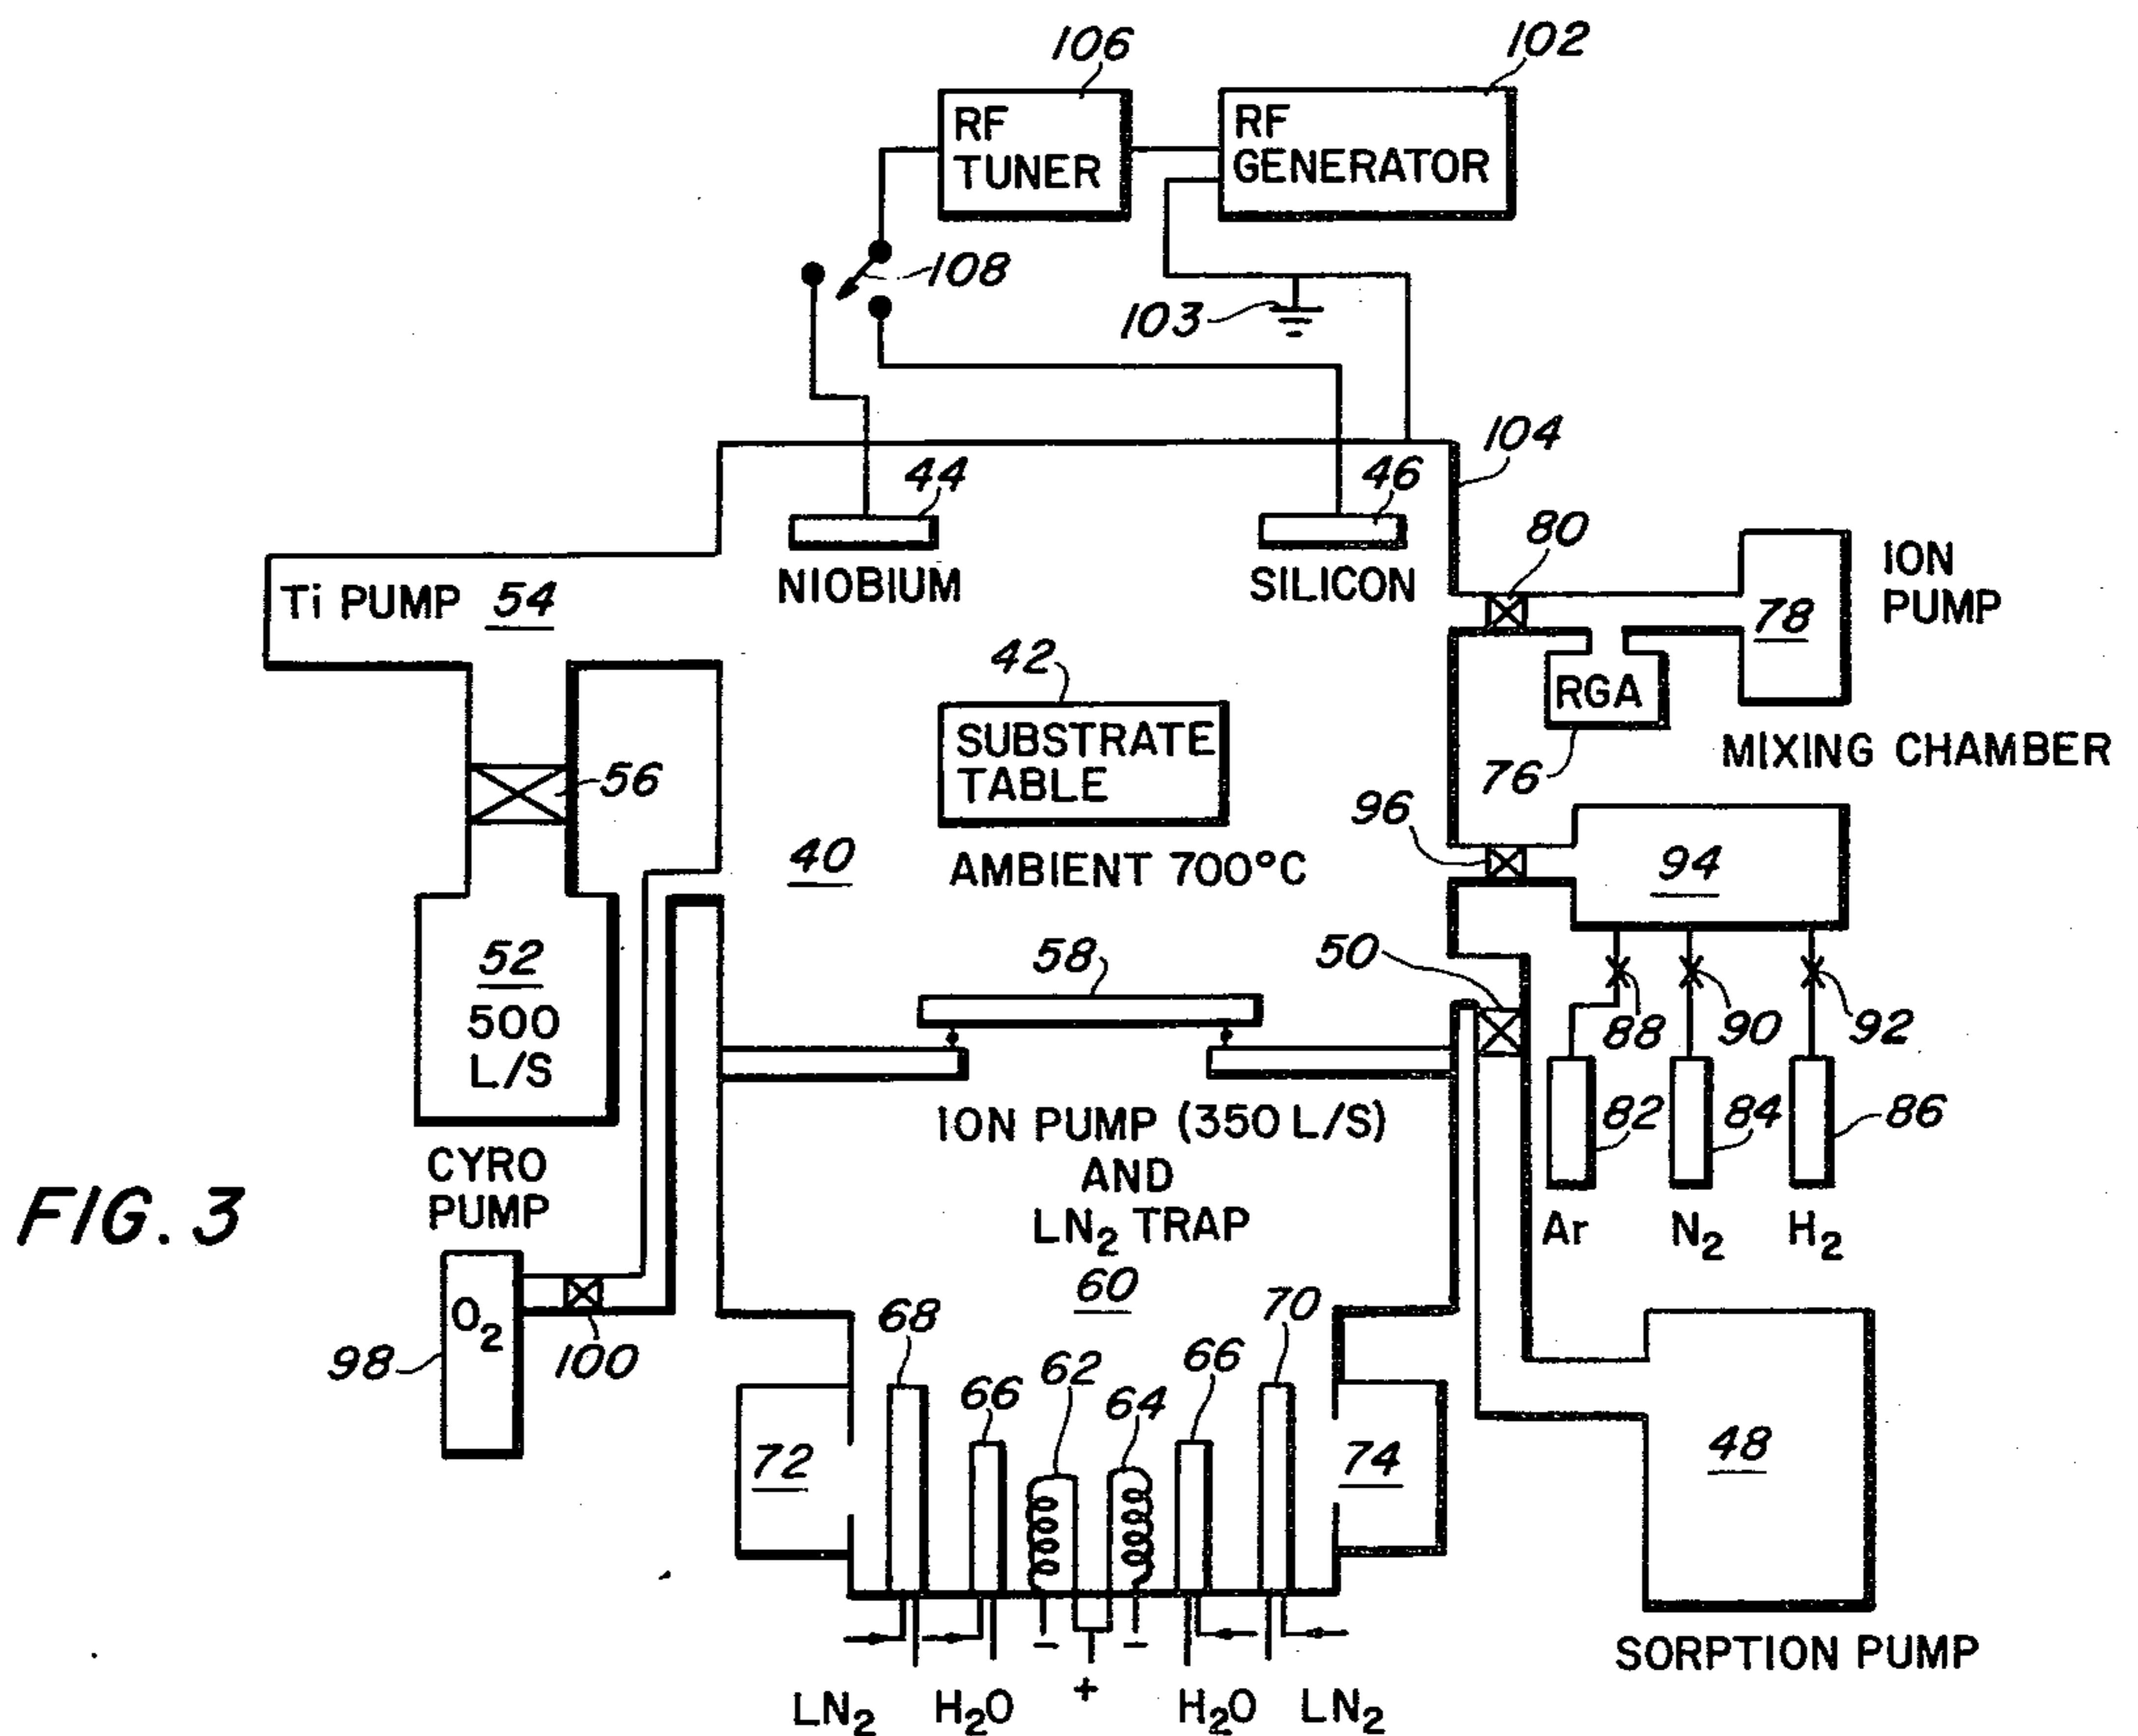 106
102
RF
TUNER
RF
GENERATOR
108
103
104
44
46
80
NIOBIUM
SILICON
ION
PUMP
78
Ti PUMP 54
RGA
42
76
MIXING CHAMBER
SUBSTRATE
TABLE
56
96
40
AMBIENT 700°C
94
52
500
L/S
58
50
88
90
92
ION PUMP (350 L/S)
AND
LN2 TRAP
82
84
86
CYRO
PUMP
FIG. 3
Ar
N2
H2
60
O2
98
100
68
66
62
64
66
70
72
74
48
SORPTION PUMP
– + –
LN2
H2O
H2O
LN2